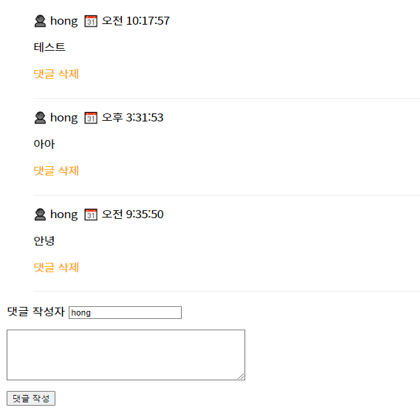 hong 오전 10:17:57
테스트
댓글 삭제
hong 오후 3:31:53
아아
댓글 삭제
hong 오전 9:35:50
안녕
댓글 삭제
댓글 작성자 hong
댓글 작성